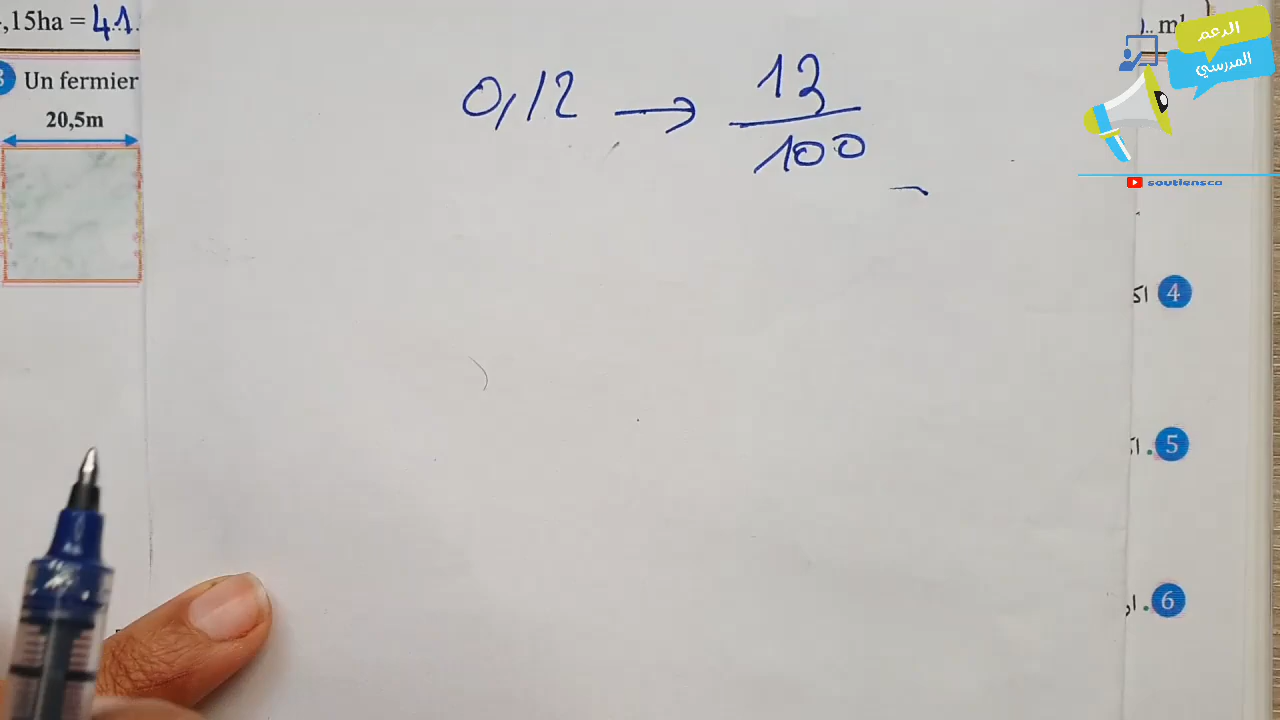 ,15ha = 41.
الدعم
المدرسي
soutiensco
Un fermier
20,5m
0,12 → 12/100
4
5
6